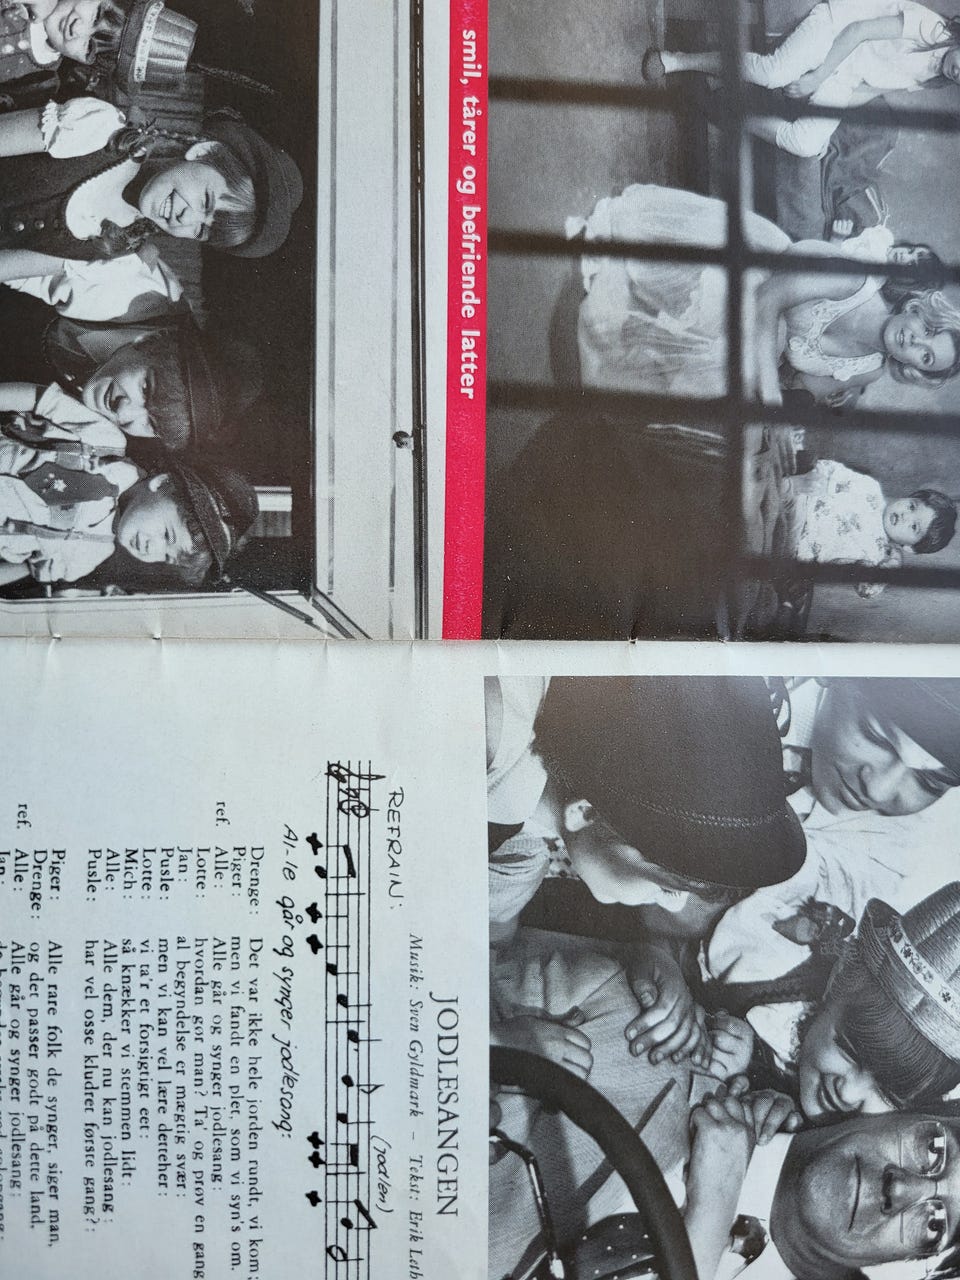 smil, tårer og befriende latter
JODLESANGEN
Musik: Sven Gyldmark – Tekst: Erik Leth
REFRAIN: (jodlen)
Al-le går og synger jodlesong:
Drenge : Det var ikke hele jorden rundt, vi kom ;
Piger : men vi fandt en plet, som vi syn's om.
ref. Alle : Alle går og synger jodlesang :
Lotte : hvordan gør man? Ta' og prøv en gang
Jan : al begyndelse er mægtig svær :
Pusle : men vi kan vel lære detteher :
Lotte : vi ta'r et forsigtigt eet :
Mich : så knækker vi stemmen lidt :
Alle : Alle dem, der nu kan jodlesang :
Pusle : har vel osse kludret første gang? :
Piger : Alle rare folk de synger, siger man,
Drenge : og det passer godt på dette land,
ref. Alle : Alle går og synger jodlesang :
Jan :